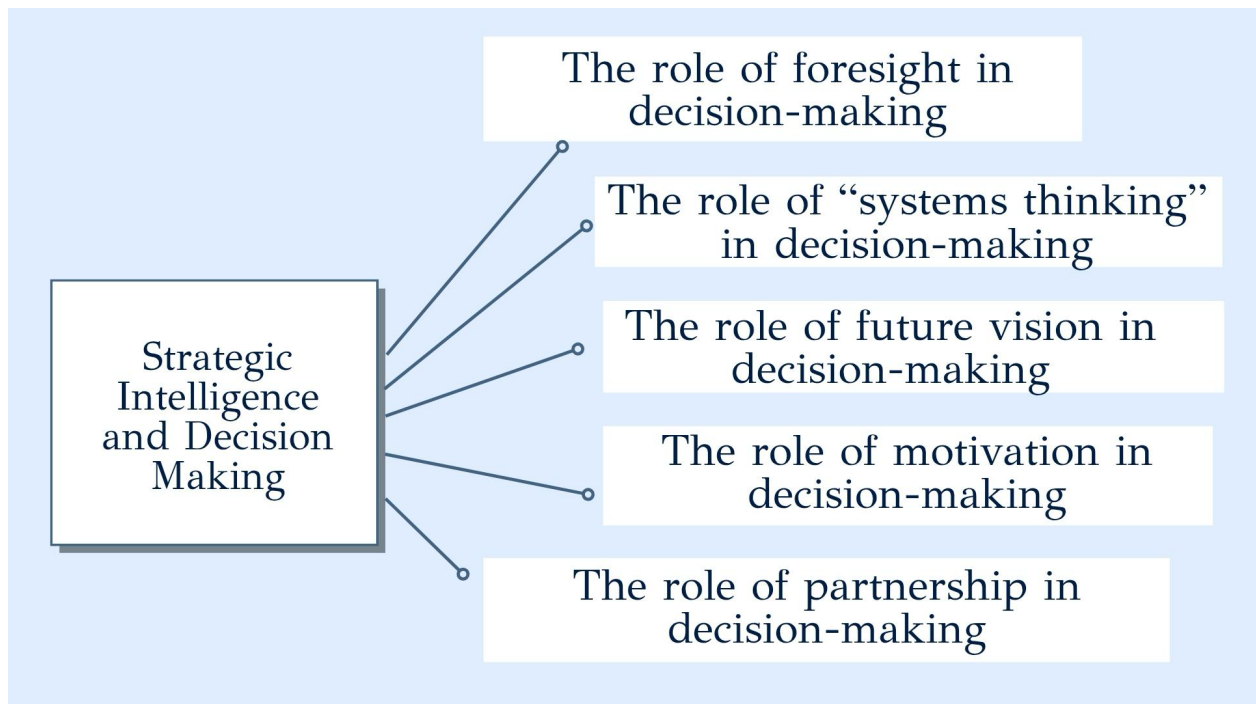 The role of foresight in
decision-making
The role of “systems thinking”
in decision-making
The role of future vision in
decision-making
Strategic
Intelligence
and Decision
Making
The role of motivation in
decision-making
The role of partnership in
decision-making